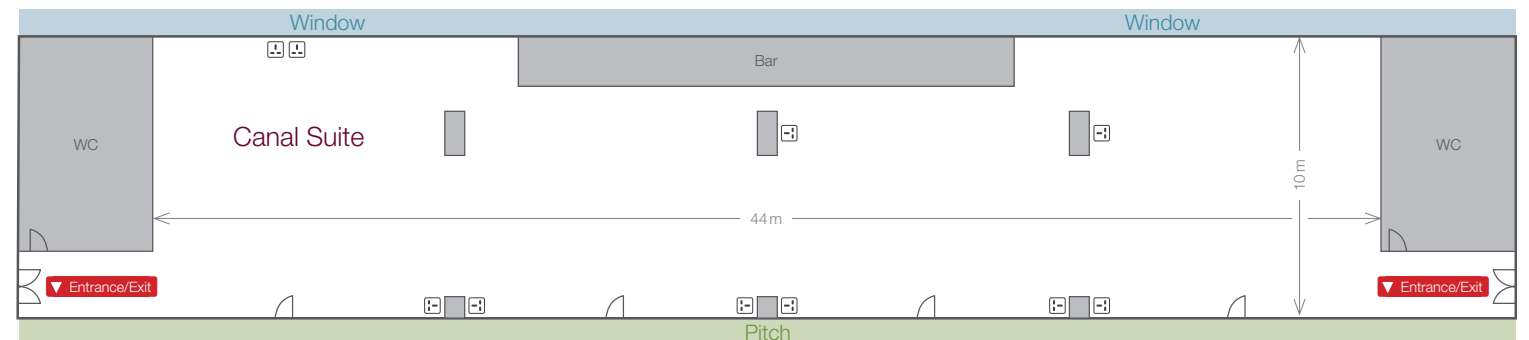 Window
Window
Bar
WC
Canal Suite
WC
10 m
44 m
Entrance/Exit
Entrance/Exit
Pitch